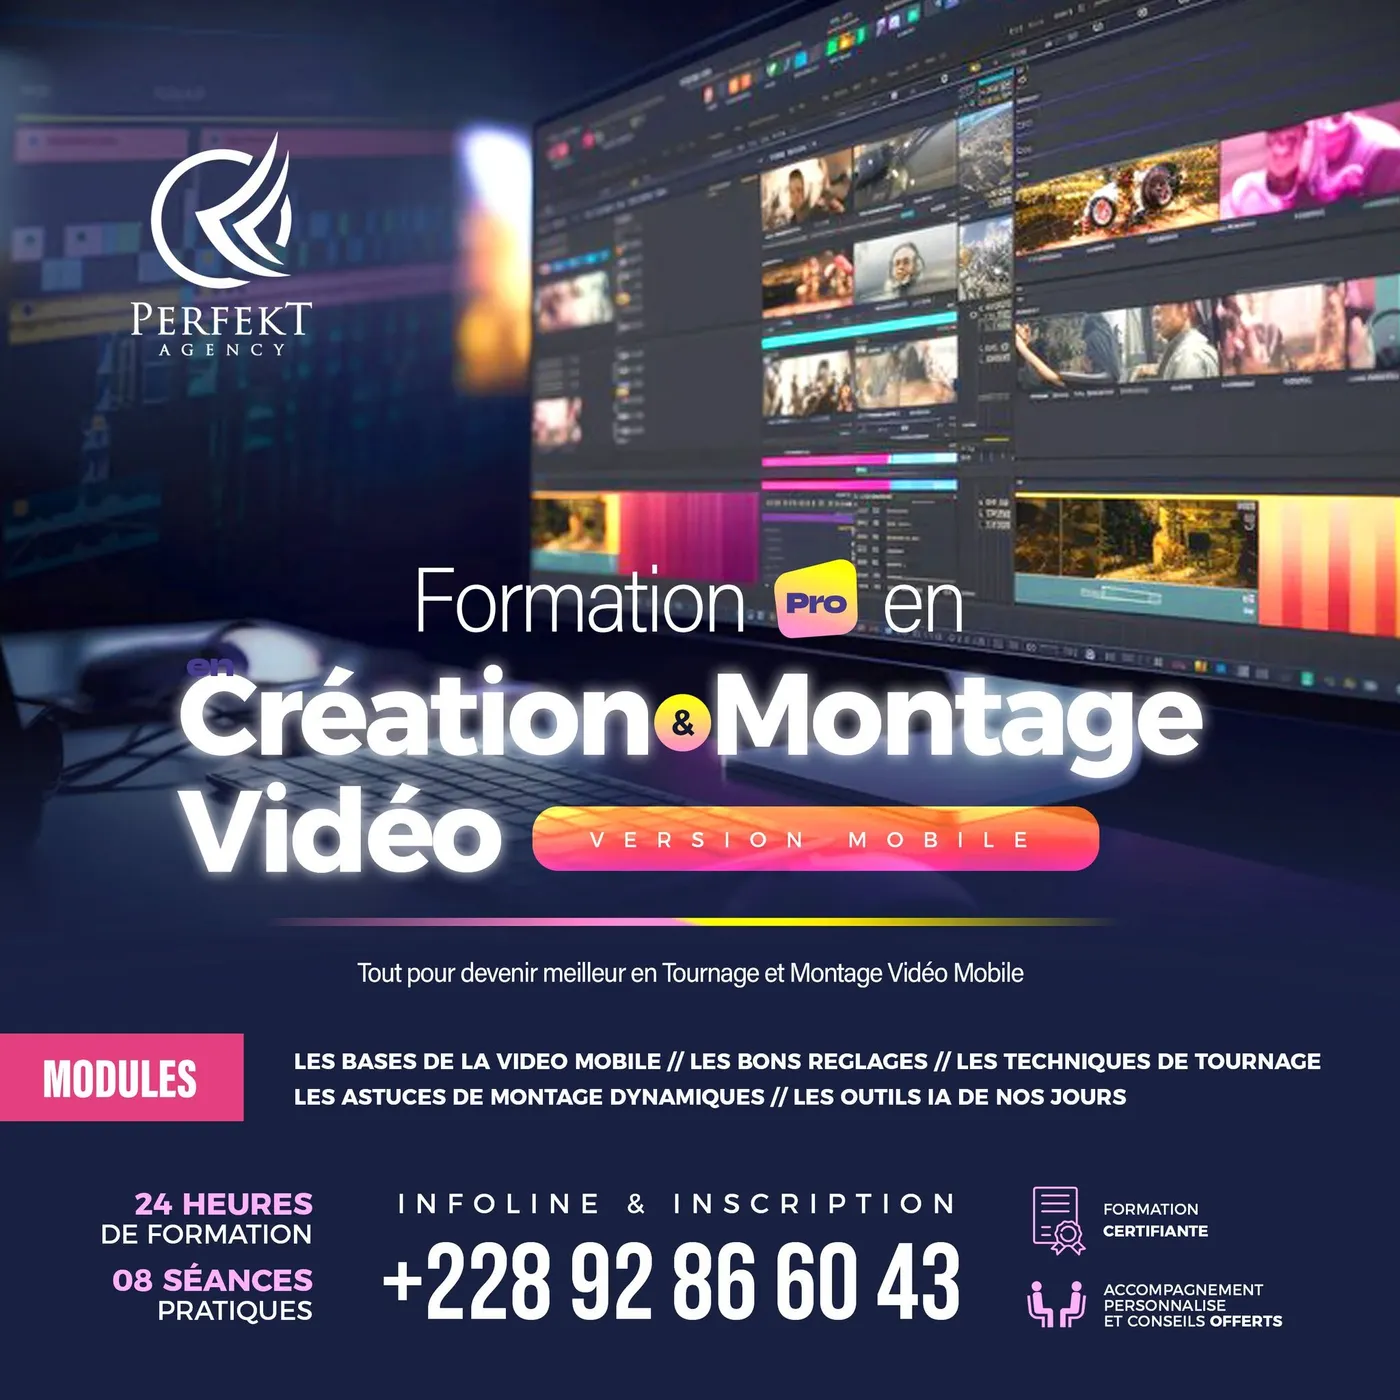 PERFEKT
AGENCY
Formation Pro en
en
Création & Montage
Vidéo VERSION MOBILE
Tout pour devenir meilleur en Tournage et Montage Vidéo Mobile
MODULES
LES BASES DE LA VIDEO MOBILE // LES BONS REGLAGES // LES TECHNIQUES DE TOURNAGE
LES ASTUCES DE MONTAGE DYNAMIQUES // LES OUTILS IA DE NOS JOURS
24 HEURES
DE FORMATION
08 SÉANCES
PRATIQUES
INFOLINE & INSCRIPTION
+228 92 86 60 43
FORMATION
CERTIFIANTE
ACCOMPAGNEMENT
PERSONNALISE
ET CONSEILS OFFERTS